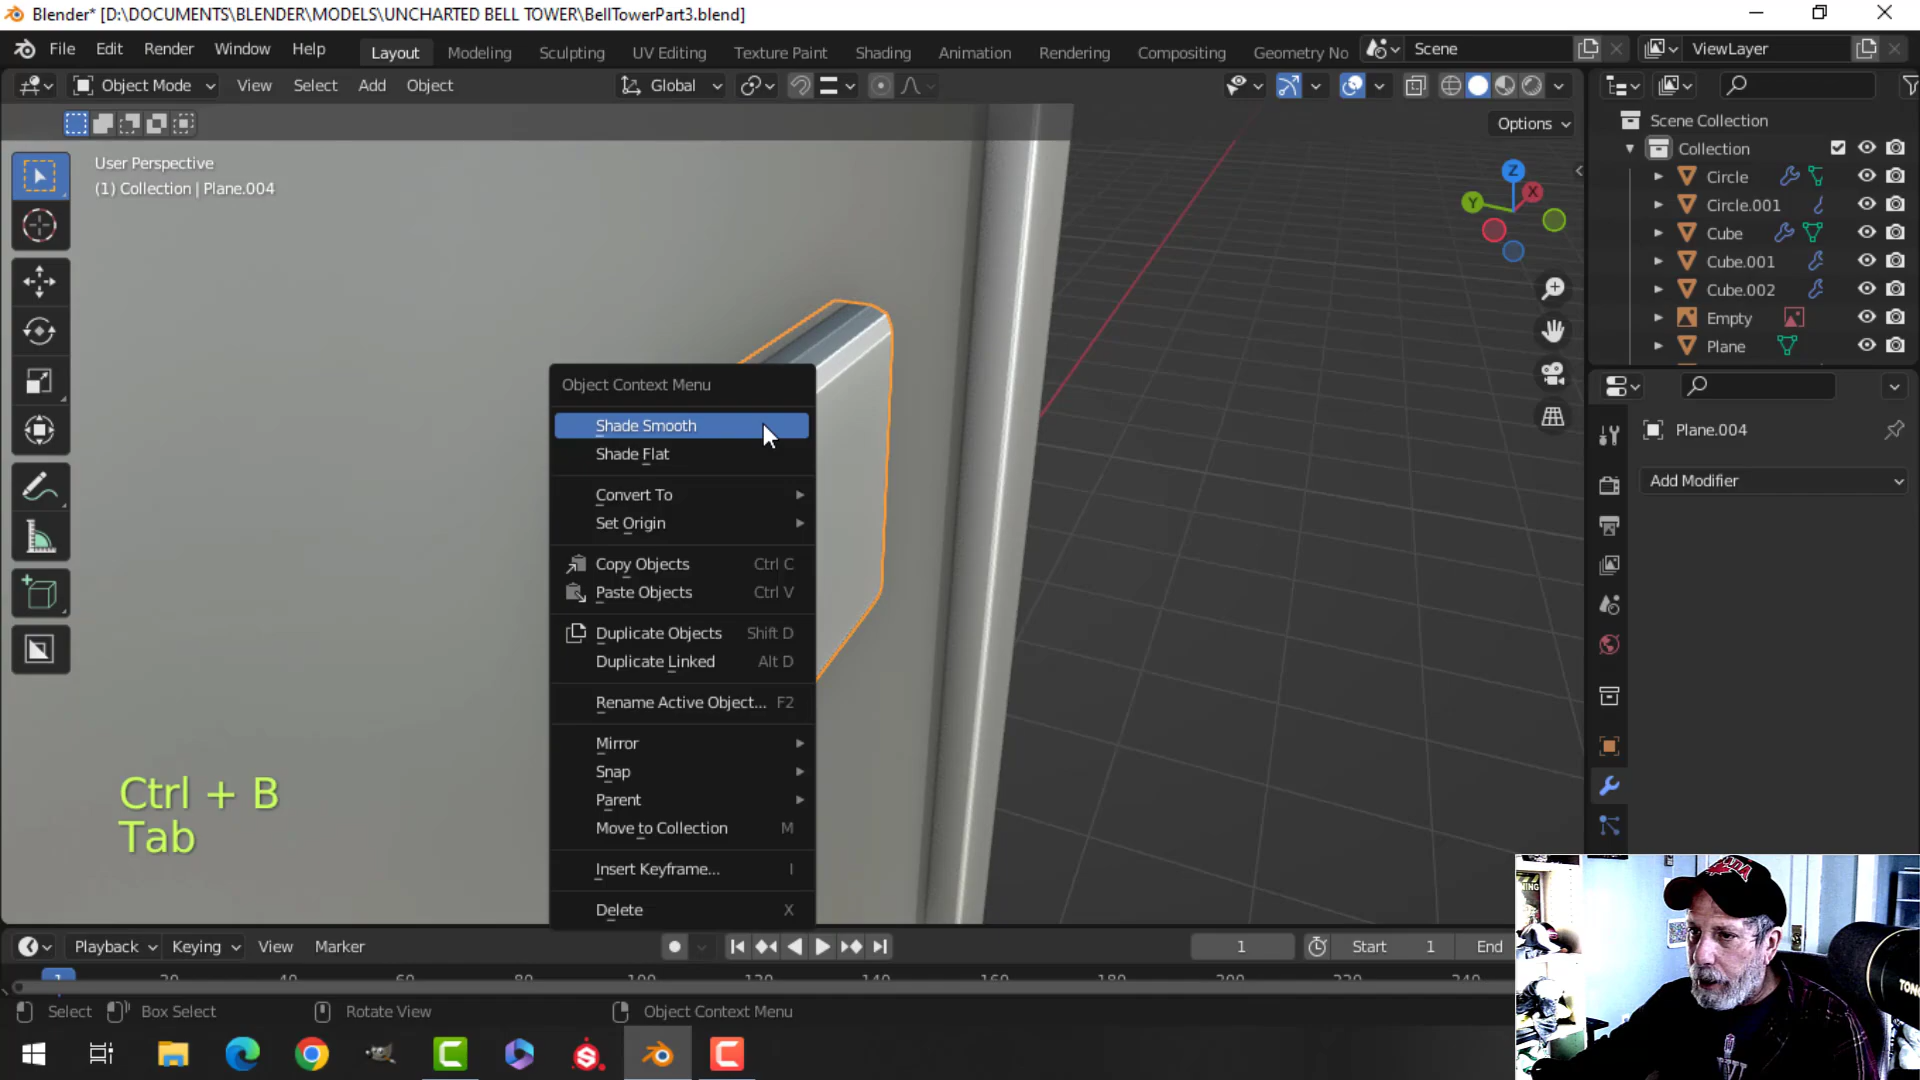 Blender* [D:\DOCUMENTS\BLENDER\MODELS\UNCHARTED BELL TOWER\BellTowerPart3.blend]
File Edit Render Window Help
Layout Modeling Sculpting UV Editing Texture Paint Shading Animation Rendering Compositing Geometry No
Scene
ViewLayer
Object Mode View Select Add Object
Global
Options
User Perspective
(1) Collection | Plane.004
Z
X
Y
Scene Collection
Collection
Circle
Circle.001
Cube
Cube.001
Cube.002
Empty
Plane
Plane.004
Add Modifier
Object Context Menu
Shade Smooth
Shade Flat
Convert To
Set Origin
Copy Objects Ctrl C
Paste Objects Ctrl V
Duplicate Objects Shift D
Duplicate Linked Alt D
Rename Active Object... F2
Mirror
Snap
Parent
Move to Collection M
Insert Keyframe... I
Delete X
Ctrl + B
Tab
Playback Keying View Marker
1
Start 1 End
1 20 40 60 80 100 120 140 160 180 200 220 240
Select Box Select Rotate View Object Context Menu